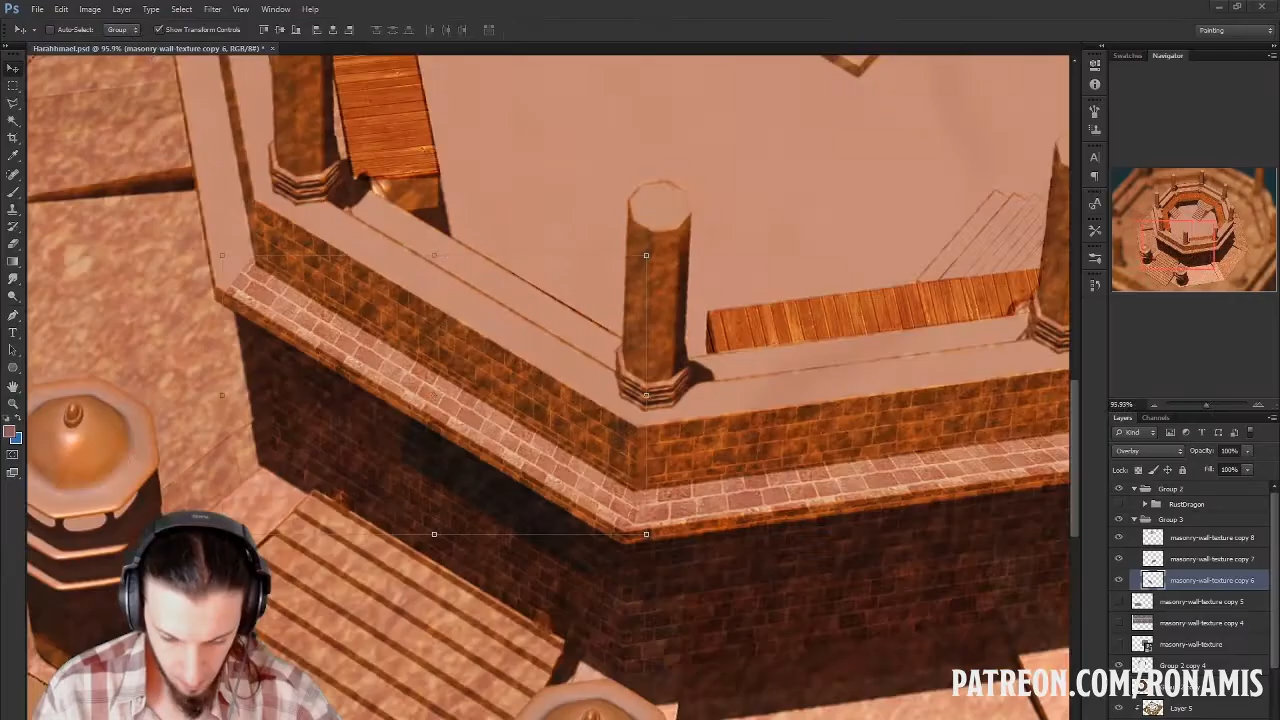 Ps File Edit Image Layer Type Select Filter View Window Help
Auto-Select: Group Show Transform Controls Painting
Harahhmael.psd @ 95.9% (masonry-wall-texture copy 6, RGB/8#) *
Swatches Navigator
95.93%
Layers Channels
Kind
Overlay Opacity: 100%
Lock: Fill: 100%
Group 2
RustDragon
Group 3
masonry-wall-texture copy 8
masonry-wall-texture copy 7
masonry-wall-texture copy 6
masonry-wall-texture copy 5
masonry-wall-texture copy 4
masonry-wall-texture
Group 2 copy 4
PATREON.COM/RONAMIS
Layer 5